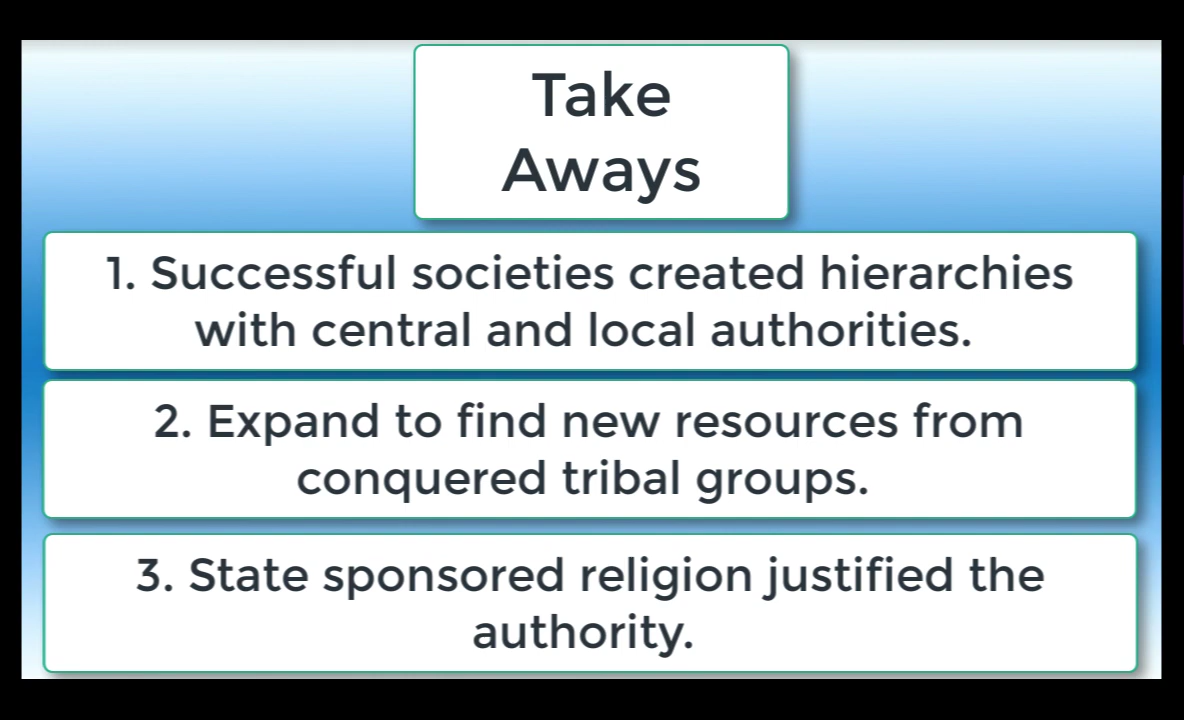 Take
Aways
1. Successful societies created hierarchies
with central and local authorities.
2. Expand to find new resources from
conquered tribal groups.
3. State sponsored religion justified the
authority.